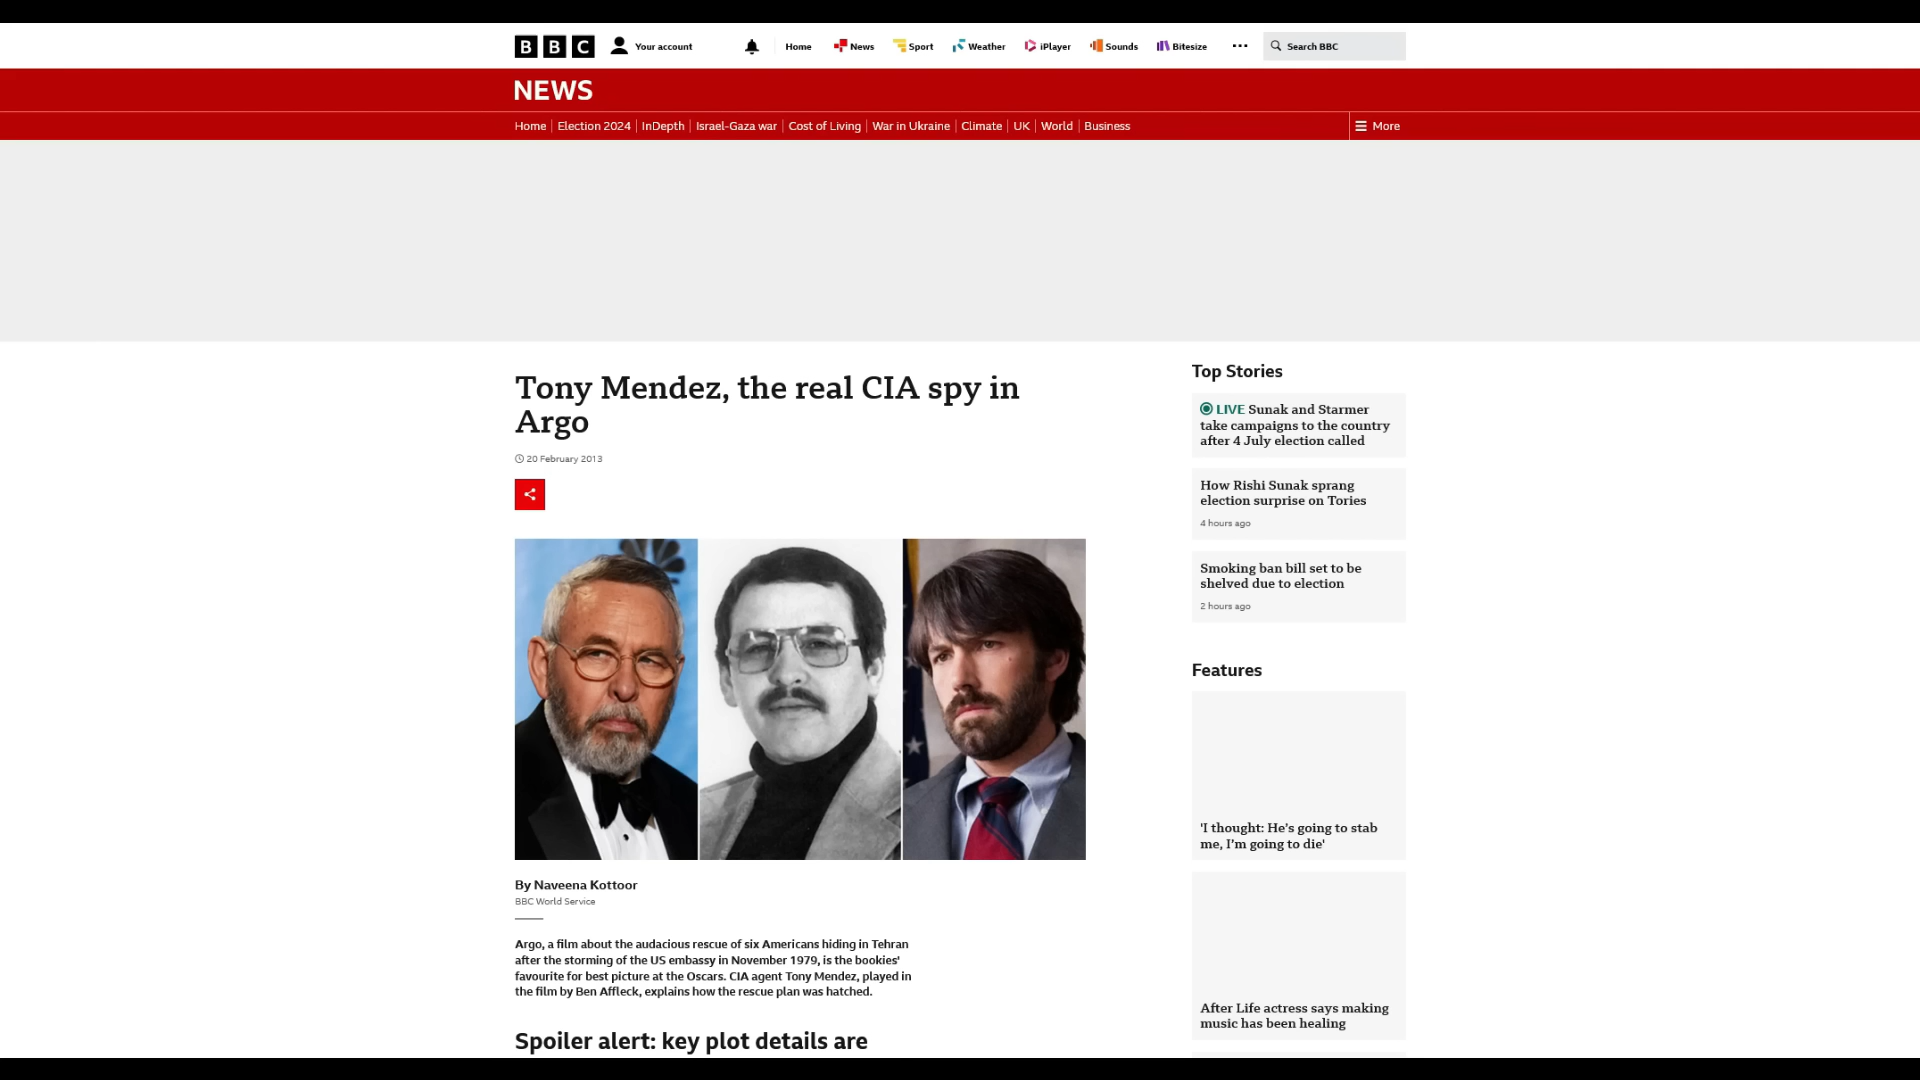 BBC Your account Home News Sport Weather iPlayer Sounds Bitesize Search BBC
NEWS
Home Election 2024 InDepth Israel-Gaza war Cost of Living War in Ukraine Climate UK World Business More
Tony Mendez, the real CIA spy in
Argo
20 February 2013
By Naveena Kottoor
BBC World Service
Argo, a film about the audacious rescue of six Americans hiding in Tehran
after the storming of the US embassy in November 1979, is the bookies'
favourite for best picture at the Oscars. CIA agent Tony Mendez, played in
the film by Ben Affleck, explains how the rescue plan was hatched.
Spoiler alert: key plot details are
Top Stories
LIVE Sunak and Starmer
take campaigns to the country
after 4 July election called
How Rishi Sunak sprang
election surprise on Tories
4 hours ago
Smoking ban bill set to be
shelved due to election
2 hours ago
Features
'I thought: He’s going to stab
me, I’m going to die'
After Life actress says making
music has been healing